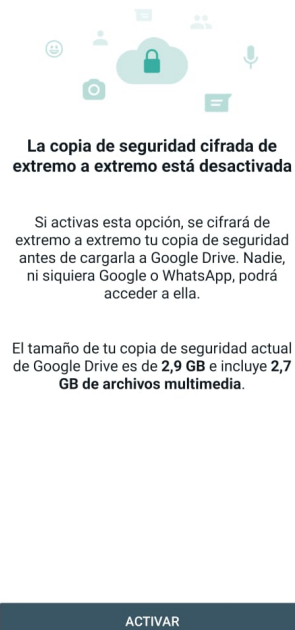 La copia de seguridad cifrada de
extremo a extremo está desactivada
Si activas esta opción, se cifrará de
extremo a extremo tu copia de seguridad
antes de cargarla a Google Drive. Nadie,
ni siquiera Google o WhatsApp, podrá
acceder a ella.
El tamaño de tu copia de seguridad actual
de Google Drive es de 2,9 GB e incluye 2,7
GB de archivos multimedia.
ACTIVAR